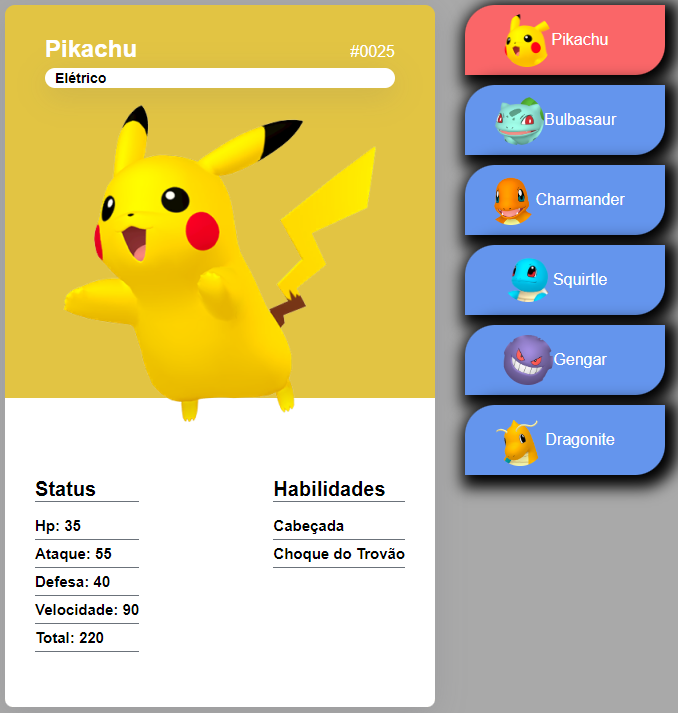 Pikachu
#0025
Elétrico
Status
Hp: 35
Ataque: 55
Defesa: 40
Velocidade: 90
Total: 220
Habilidades
Cabeçada
Choque do Trovão
Pikachu
Bulbasaur
Charmander
Squirtle
Gengar
Dragonite